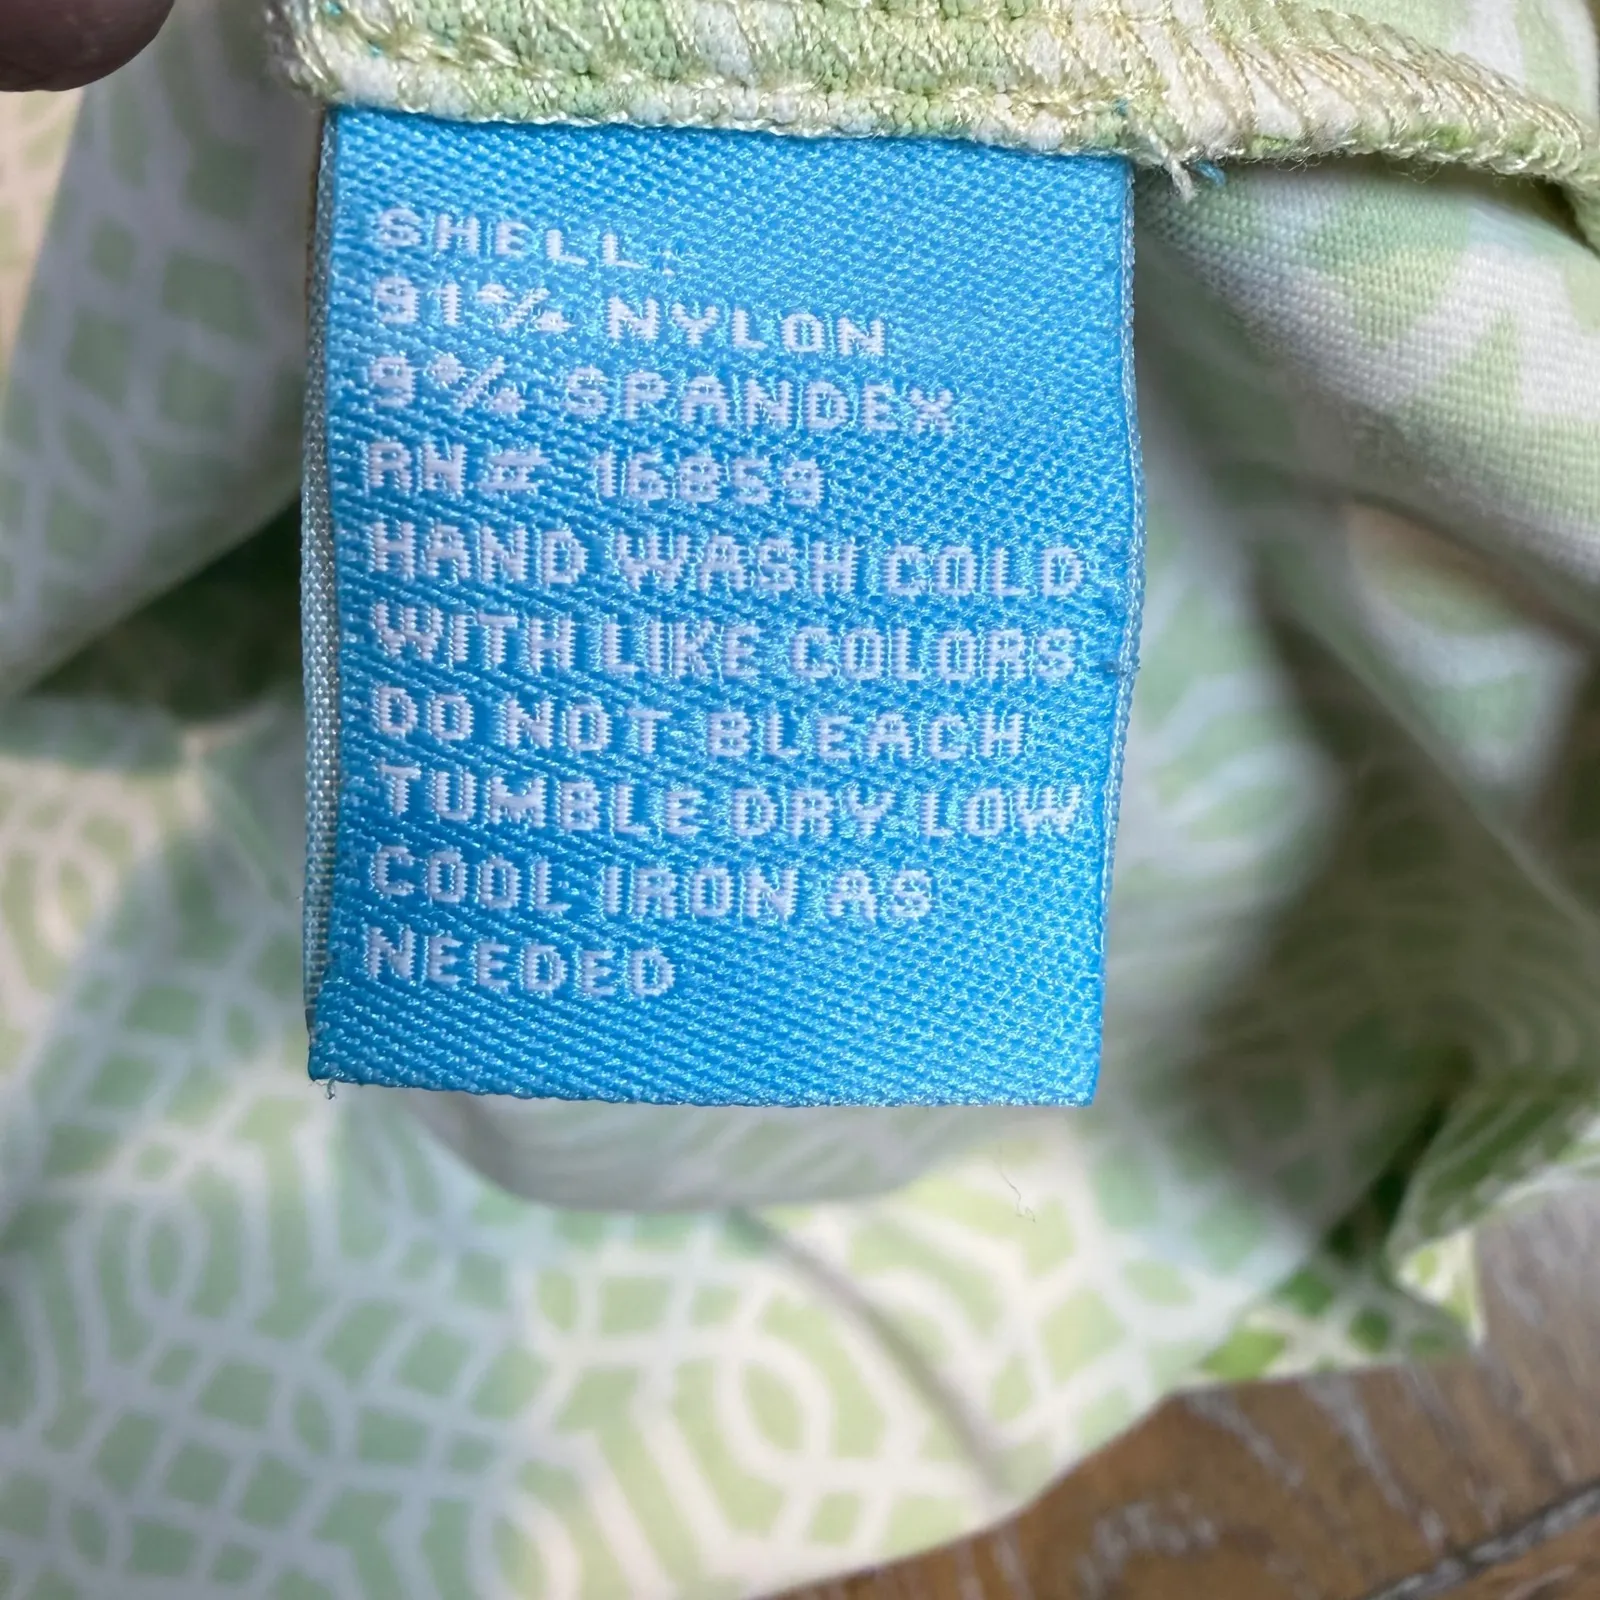 SHELL:
91% NYLON
9% SPANDEX
RN# 16859
HAND WASH COLD
WITH LIKE COLORS
DO NOT BLEACH
TUMBLE DRY LOW
COOL IRON AS
NEEDED